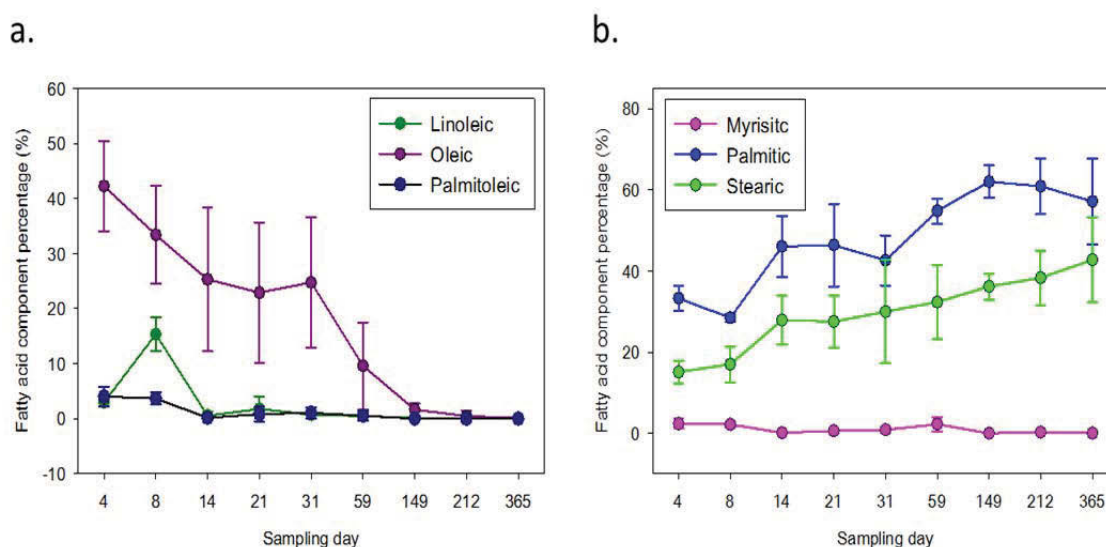 a.
60
50
40
30
20
10
0
-10
Fatty acid component percentage (%)
Linoleic
Oleic
Palmitoleic
4 8 14 21 31 59 149 212 365
Sampling day
b.
80
60
40
20
0
Fatty acid component percentage (%)
Myrisitc
Palmitic
Stearic
4 8 14 21 31 59 149 212 365
Sampling day